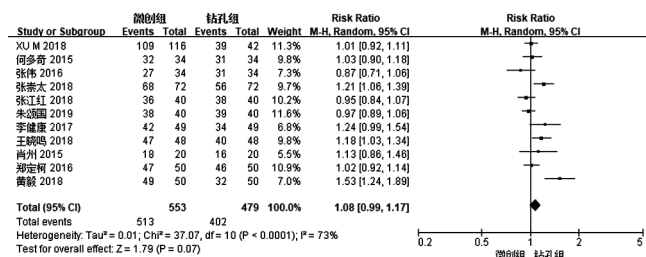 微创组 钻孔组 Risk Ratio Risk Ratio
Study or Subgroup Events Total Events Total Weight M-H, Random, 95% CI M-H, Random, 95% CI
XU M 2018 109 116 39 42 11.3% 1.01 [0.92, 1.11]
何多奇 2015 32 34 31 34 9.8% 1.03 [0.90, 1.18]
张伟 2016 27 34 31 34 7.2% 0.87 [0.71, 1.06]
张崇太 2018 68 72 56 72 10.0% 1.21 [1.06, 1.39]
张江红 2018 36 40 38 40 10.4% 0.95 [0.84, 1.07]
朱颂国 2019 38 40 39 40 11.6% 0.97 [0.89, 1.06]
李健康 2017 42 49 34 49 6.6% 1.24 [0.99, 1.54]
王晓鸣 2018 47 48 40 48 10.0% 1.18 [1.03, 1.34]
肖州 2015 18 20 16 20 5.4% 1.13 [0.86, 1.46]
郑定柯 2016 47 50 46 50 10.8% 1.02 [0.92, 1.14]
黄毅 2018 49 50 32 50 7.0% 1.53 [1.24, 1.89]
Total (95% CI) 553 479 100.0% 1.08 [0.99, 1.17]
Total events 513 402
Heterogeneity: Tau² = 0.01; Chi² = 37.07, df = 10 (P < 0.0001); I² = 73%
Test for overall effect: Z = 1.79 (P = 0.07)
0.2 0.5 1 2 5
微创组 钻孔组